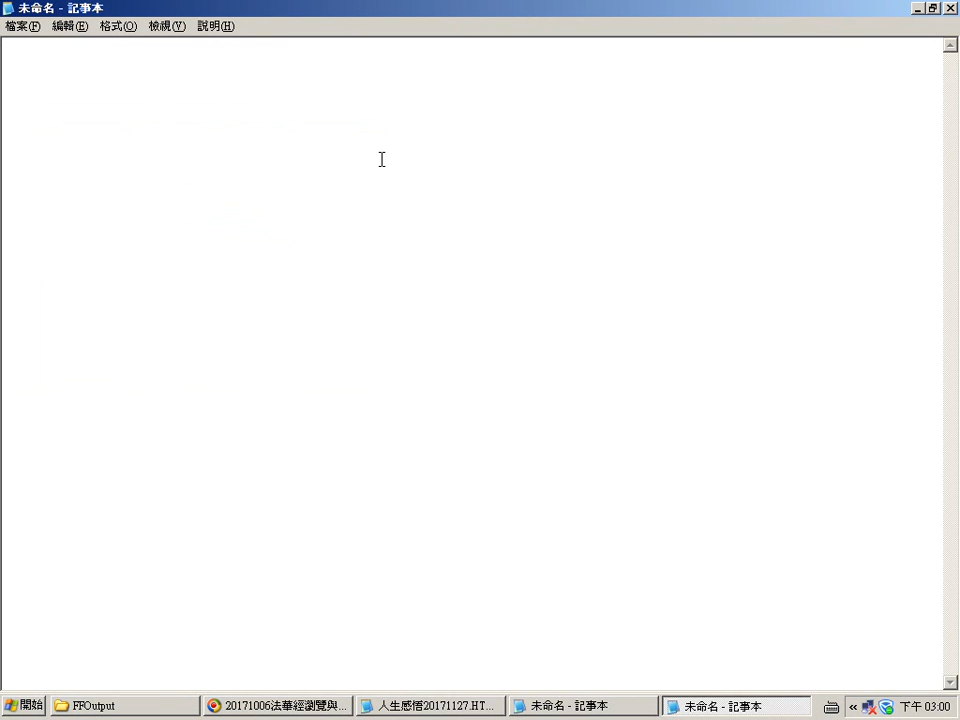 未命名 - 記事本
檔案(F) 編輯(E) 格式(O) 檢視(V) 說明(H)
開始 FFOutput 20171006法華經瀏覽與... 人生感悟20171127.HT... 未命名 - 記事本 未命名 - 記事本 « 下午 03:00